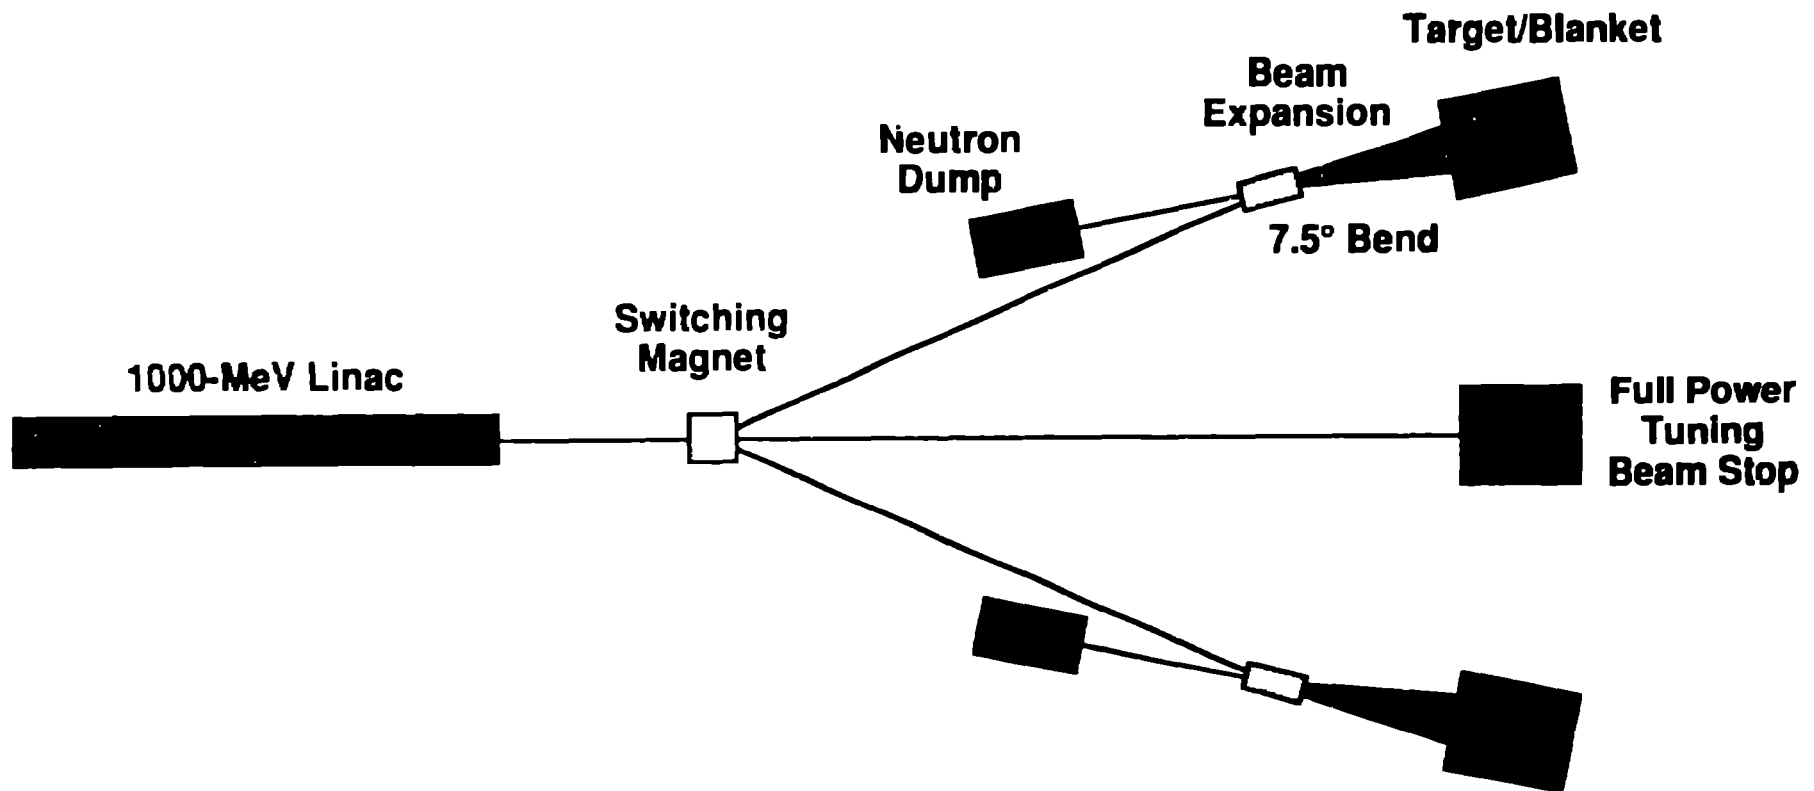 Target/Blanket
Beam
Expansion
Neutron
Dump
7.5° Bend
Switching
Magnet
1000-MeV Linac
Full Power
Tuning
Beam Stop